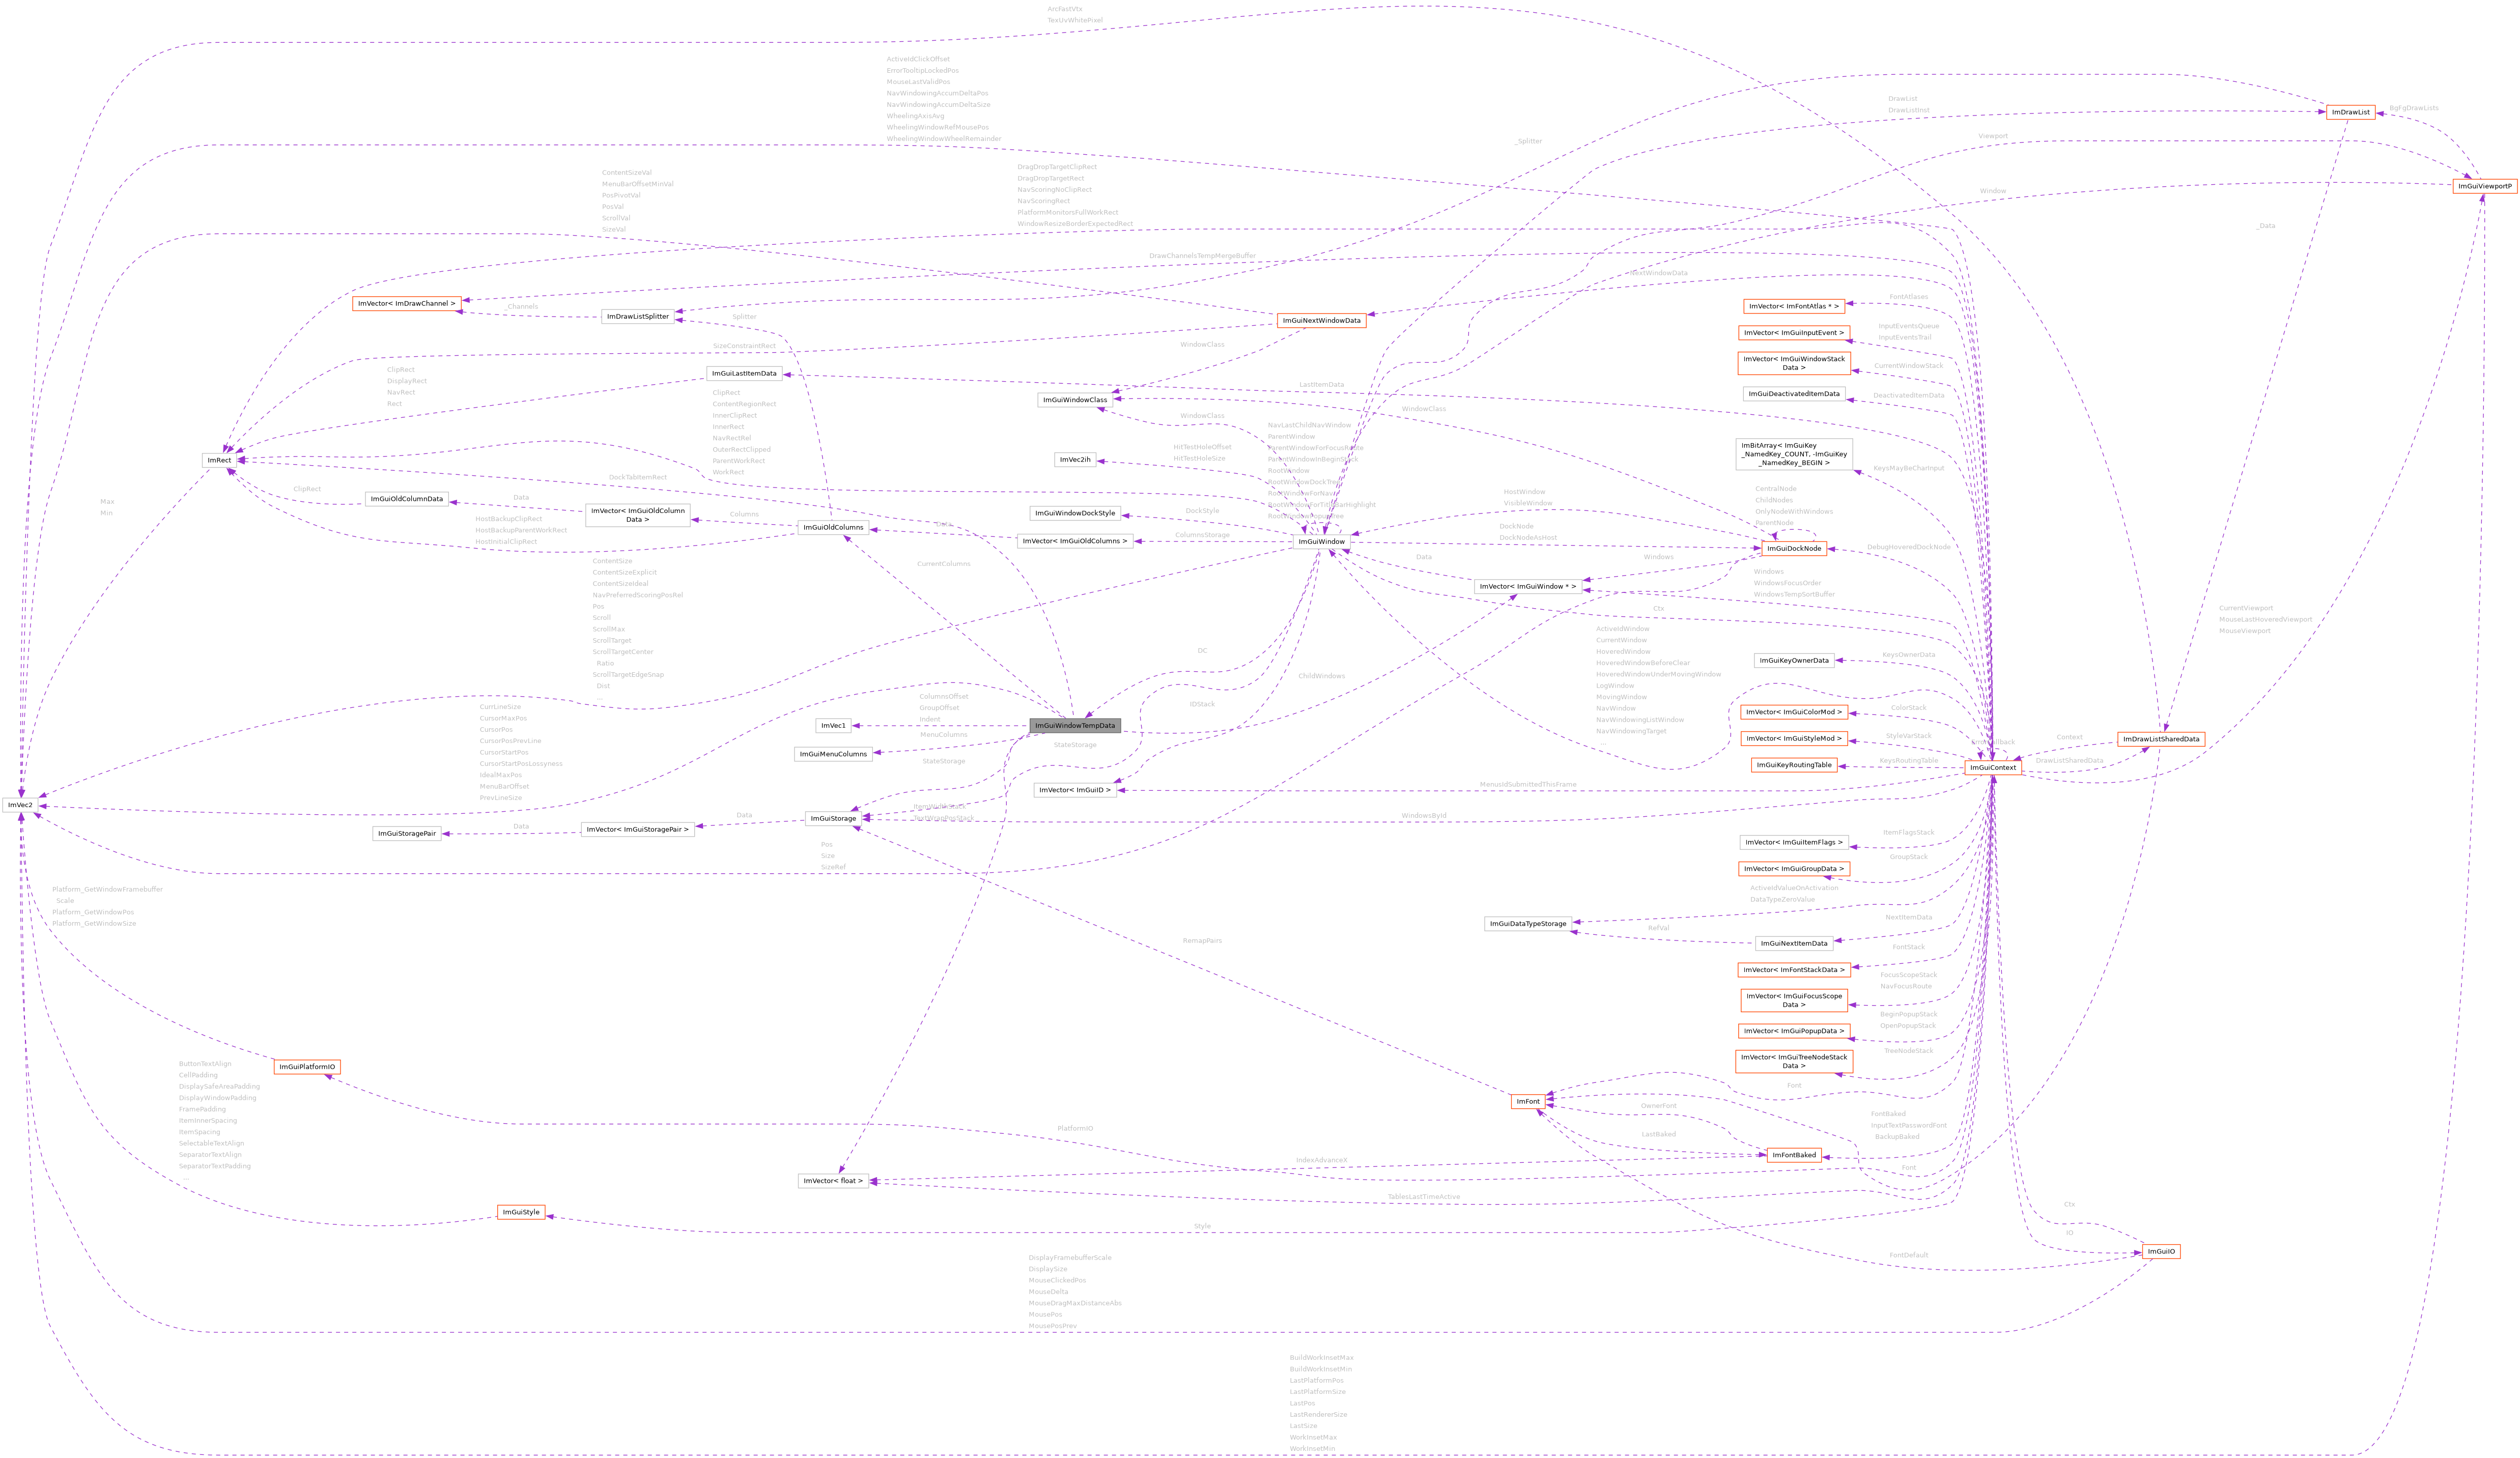 ArcFastVtx
TexUvWhitePixel
ActiveIdClickOffset
ErrorTooltipLockedPos
MouseLastValidPos
NavWindowingAccumDeltaPos
NavWindowingAccumDeltaSize
WheelingAxisAvg
WheelingWindowRefMousePos
WheelingWindowWheelRemainder
DrawList
DrawListInst
ImDrawList
BgFgDrawLists
_Splitter
Viewport
ImGuiViewportP
Window
_Data
ContentSizeVal
MenuBarOffsetMinVal
PosPivotVal
PosVal
ScrollVal
SizeVal
DragDropTargetClipRect
DragDropTargetRect
NavScoringNoClipRect
NavScoringRect
PlatformMonitorsFullWorkRect
WindowResizeBorderExpectedRect
DrawChannelsTempMergeBuffer
NextWindowData
ImVector< ImDrawChannel >
_Channels
ImDrawListSplitter
Splitter
ImGuiNextWindowData
ImVector< ImFontAtlas * >
FontAtlases
ImVector< ImGuiInputEvent >
InputEventsQueue
InputEventsTrail
SizeConstraintRect
WindowClass
ImVector< ImGuiWindowStack
Data >
CurrentWindowStack
ClipRect
DisplayRect
NavRect
Rect
ImGuiLastItemData
LastItemData
ImGuiWindowClass
WindowClass
WindowClass
ImGuiDeactivatedItemData
DeactivatedItemData
ClipRect
ContentRegionRect
InnerClipRect
InnerRect
NavRectRel
OuterRectClipped
ParentWorkRect
WorkRect
HitTestHoleOffset
HitTestHoleSize
NavLastChildNavWindow
ParentWindow
ParentWindowForFocusRoute
ParentWindowInBeginStack
RootWindow
RootWindowDockTree
RootWindowForNav
RootWindowForTitleBarHighlight
RootWindowPopupTree
ImBitArray< ImGuiKey
_NamedKey_COUNT, -ImGuiKey
_NamedKey_BEGIN >
KeysMayBeCharInput
ImRect
ImVec2ih
DockTabItemRect
ClipRect
ImGuiOldColumnData
Data
ImVector< ImGuiOldColumn
Data >
Columns
ImGuiOldColumns
Data
ImGuiWindowDockStyle
DockStyle
HostWindow
VisibleWindow
CentralNode
ChildNodes
OnlyNodeWithWindows
ParentNode
Max
Min
HostBackupClipRect
HostBackupParentWorkRect
HostInitialClipRect
ImVector< ImGuiOldColumns >
ColumnsStorage
ImGuiWindow
DockNode
DockNodeAsHost
ImGuiDockNode
DebugHoveredDockNode
ContentSize
ContentSizeExplicit
ContentSizeIdeal
NavPreferredScoringPosRel
Pos
Scroll
ScrollMax
ScrollTarget
ScrollTargetCenter
Ratio
ScrollTargetEdgeSnap
Dist
...
CurrentColumns
Data
Windows
ImVector< ImGuiWindow * >
Windows
WindowsFocusOrder
WindowsTempSortBuffer
Ctx
CurrentViewport
MouseLastHoveredViewport
MouseViewport
ActiveIdWindow
CurrentWindow
HoveredWindow
HoveredWindowBeforeClear
HoveredWindowUnderMovingWindow
LogWindow
MovingWindow
NavWindow
NavWindowingListWindow
NavWindowingTarget
...
DC
ChildWindows
ImGuiKeyOwnerData
KeysOwnerData
CurrLineSize
CursorMaxPos
CursorPos
CursorPosPrevLine
CursorStartPos
CursorStartPosLossyness
IdealMaxPos
MenuBarOffset
PrevLineSize
ColumnsOffset
GroupOffset
Indent
ImVec1
ImGuiWindowTempData
IDStack
ImVector< ImGuiColorMod >
ColorStack
MenuColumns
ImGuiMenuColumns
StateStorage
StateStorage
ImVector< ImGuiStyleMod >
StyleVarStack
ErrorCallback
Context
ImDrawListSharedData
DrawListSharedData
ImGuiKeyRoutingTable
KeysRoutingTable
ImGuiContext
ImVector< ImGuiID >
MenusIdSubmittedThisFrame
ImVec2
ItemWidthStack
TextWrapPosStack
ImGuiStorage
WindowsById
ImGuiStoragePair
Data
ImVector< ImGuiStoragePair >
Data
ImVector< ImGuiItemFlags >
ItemFlagsStack
Pos
Size
SizeRef
ImVector< ImGuiGroupData >
GroupStack
Platform_GetWindowFramebuffer
Scale
Platform_GetWindowPos
Platform_GetWindowSize
ActiveIdValueOnActivation
DataTypeZeroValue
ImGuiDataTypeStorage
RefVal
ImGuiNextItemData
NextItemData
RemapPairs
ImVector< ImFontStackData >
FontStack
ImVector< ImGuiFocusScope
Data >
FocusScopeStack
NavFocusRoute
ImVector< ImGuiPopupData >
BeginPopupStack
OpenPopupStack
ImVector< ImGuiTreeNodeStack
Data >
TreeNodeStack
ImGuiPlatformIO
ButtonTextAlign
CellPadding
DisplaySafeAreaPadding
DisplayWindowPadding
FramePadding
ItemInnerSpacing
ItemSpacing
SelectableTextAlign
SeparatorTextAlign
SeparatorTextPadding
...
ImFont
Font
OwnerFont
LastBaked
PlatformIO
FontBaked
InputTextPasswordFont
BackupBaked
ImFontBaked
IndexAdvanceX
Font
ImVector< float >
TablesLastTimeActive
ImGuiStyle
Style
Ctx
IO
ImGuiIO
FontDefault
DisplayFramebufferScale
DisplaySize
MouseClickedPos
MouseDelta
MouseDragMaxDistanceAbs
MousePos
MousePosPrev
BuildWorkInsetMax
BuildWorkInsetMin
LastPlatformPos
LastPlatformSize
LastPos
LastRendererSize
LastSize
WorkInsetMax
WorkInsetMin